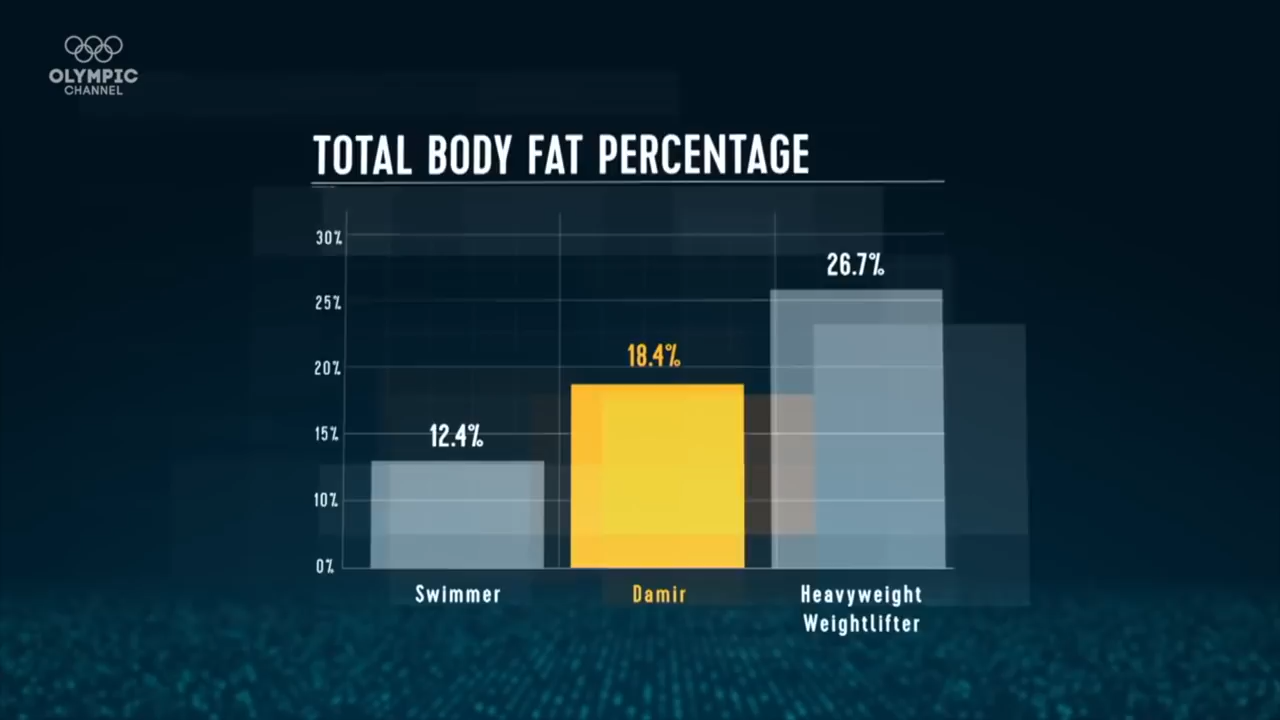 OLYMPIC
CHANNEL
TOTAL BODY FAT PERCENTAGE
30%
25%
20%
15%
10%
0%
12.4%
18.4%
26.7%
Swimmer
Damir
Heavyweight
Weightlifter